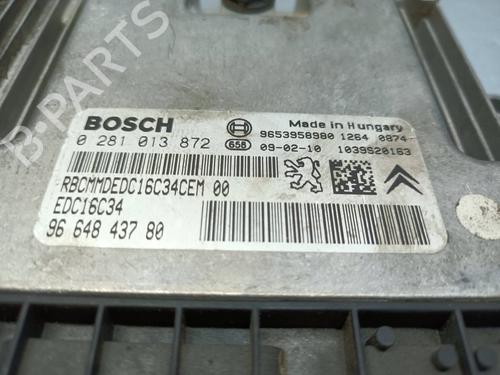 B-PARTS
BOSCH
Made in Hungary
0 281 013 872
9653958980 1264 0874
658 09-02-10 1039S20163
RBCMMDEDC16C34CEM 00
EDC16C34
96 648 437 80